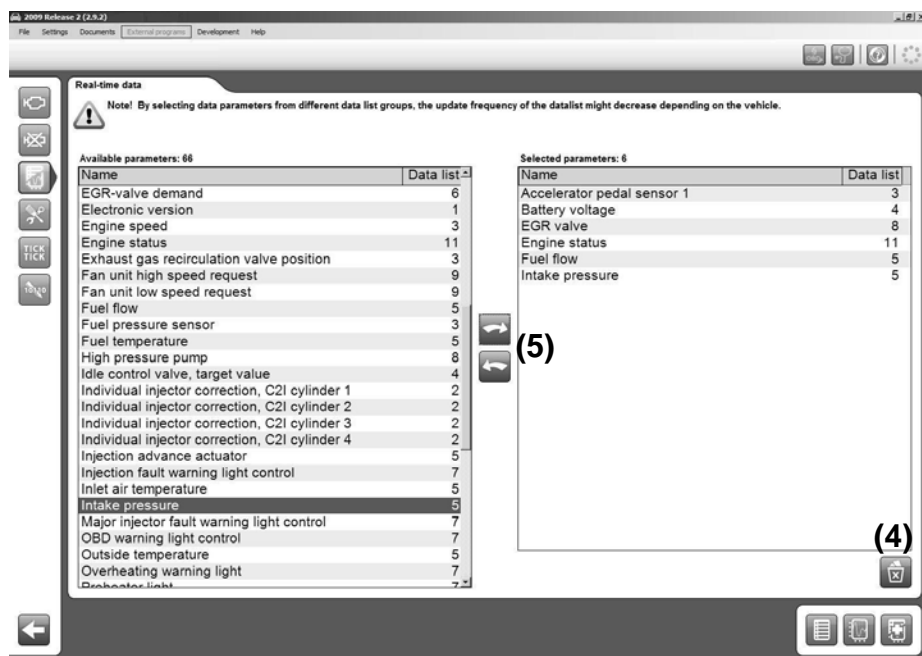 2009 Release 2 (2.9.2)
File Settings Documents External programs Development Help
Real-time data
Note! By selecting data parameters from different data list groups, the update frequency of the datalist might decrease depending on the vehicle.
Available parameters: 66
Name Data list
EGR-valve demand 6
Electronic version 1
Engine speed 3
Engine status 11
Exhaust gas recirculation valve position 3
Fan unit high speed request 9
Fan unit low speed request 9
Fuel flow 5
Fuel pressure sensor 3
Fuel temperature 5
High pressure pump 8
Idle control valve, target value 4
Individual injector correction, C2I cylinder 1 2
Individual injector correction, C2I cylinder 2 2
Individual injector correction, C2I cylinder 3 2
Individual injector correction, C2I cylinder 4 2
Injection advance actuator 5
Injection fault warning light control 7
Inlet air temperature 5
Intake pressure 5
Major injector fault warning light control 7
OBD warning light control 7
Outside temperature 5
Overheating warning light 7
Preheater light 7
Selected parameters: 6
Name Data list
Accelerator pedal sensor 1 3
Battery voltage 4
EGR valve 8
Engine status 11
Fuel flow 5
Intake pressure 5
(5)
(4)
TICK
TICK